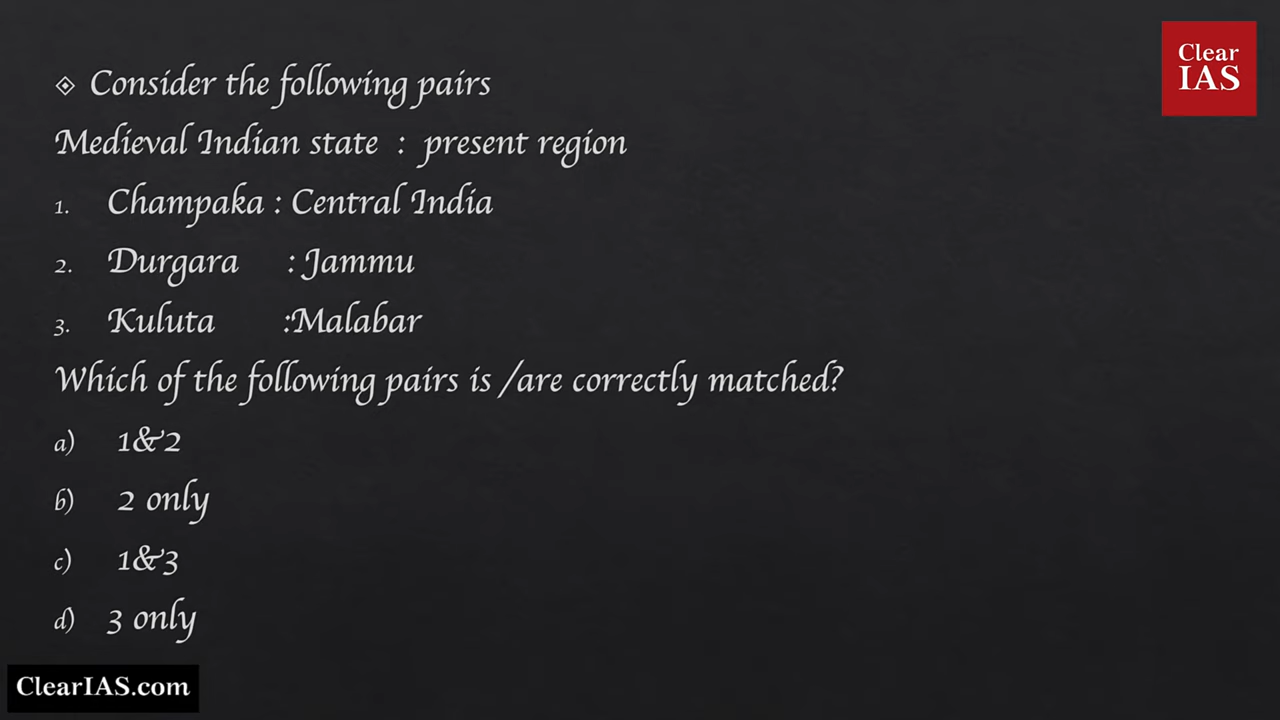 Clear
IAS
Consider the following pairs
Medieval Indian state : present region
1. Champaka : Central India
2. Durgara : Jammu
3. Kuluta :Malabar
Which of the following pairs is /are correctly matched?
a) 1&2
b) 2 only
c) 1&3
d) 3 only
ClearIAS.com